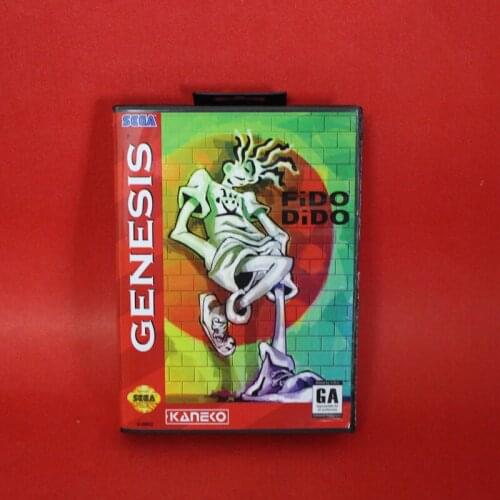 SEGA
GENESIS
FiDO
DiDO
SEGA
KANEKO
GA